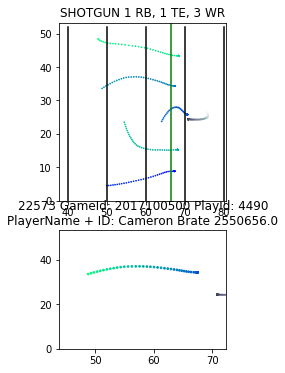 SHOTGUN 1 RB, 1 TE, 3 WR
50
40
30
20
10
0
40 50 60 70 80
22573 GameId: 2017100500 PlayId: 4490
PlayerName + ID: Cameron Brate 2550656.0
40
20
0
50 60 70